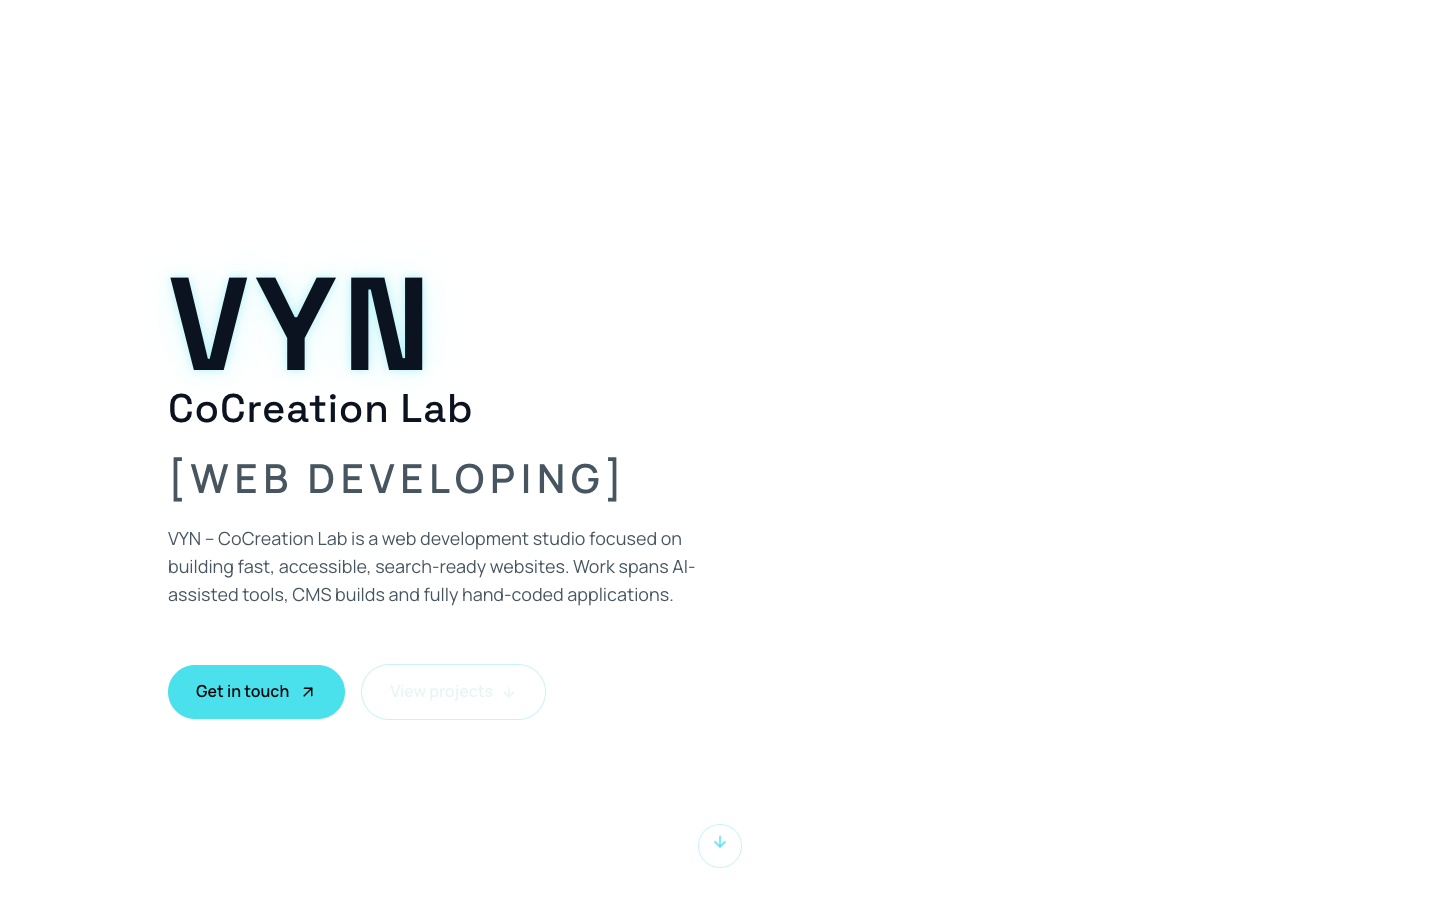 VYN
CoCreation Lab
[WEB DEVELOPING]
VYN – CoCreation Lab is a web development studio focused on
building fast, accessible, search-ready websites. Work spans AI-
assisted tools, CMS builds and fully hand-coded applications.
Get in touch
View projects